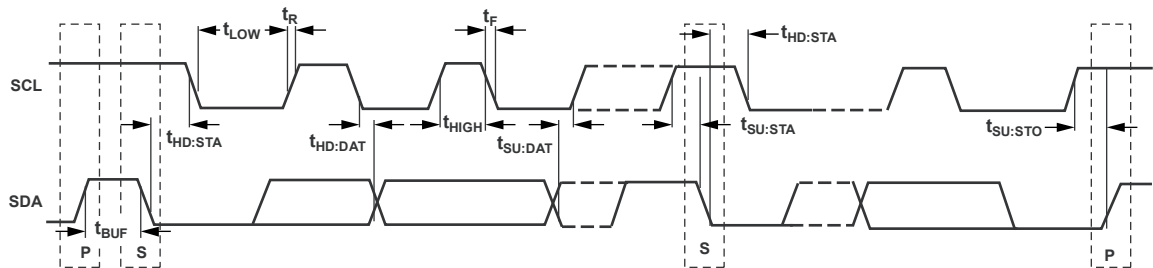 tLOW
tR
tF
tHD:STA
SCL
tHD:STA
tHD:DAT
tHIGH
tSU:DAT
tSU:STA
tSU:STO
SDA
tBUF
P
S
S
P